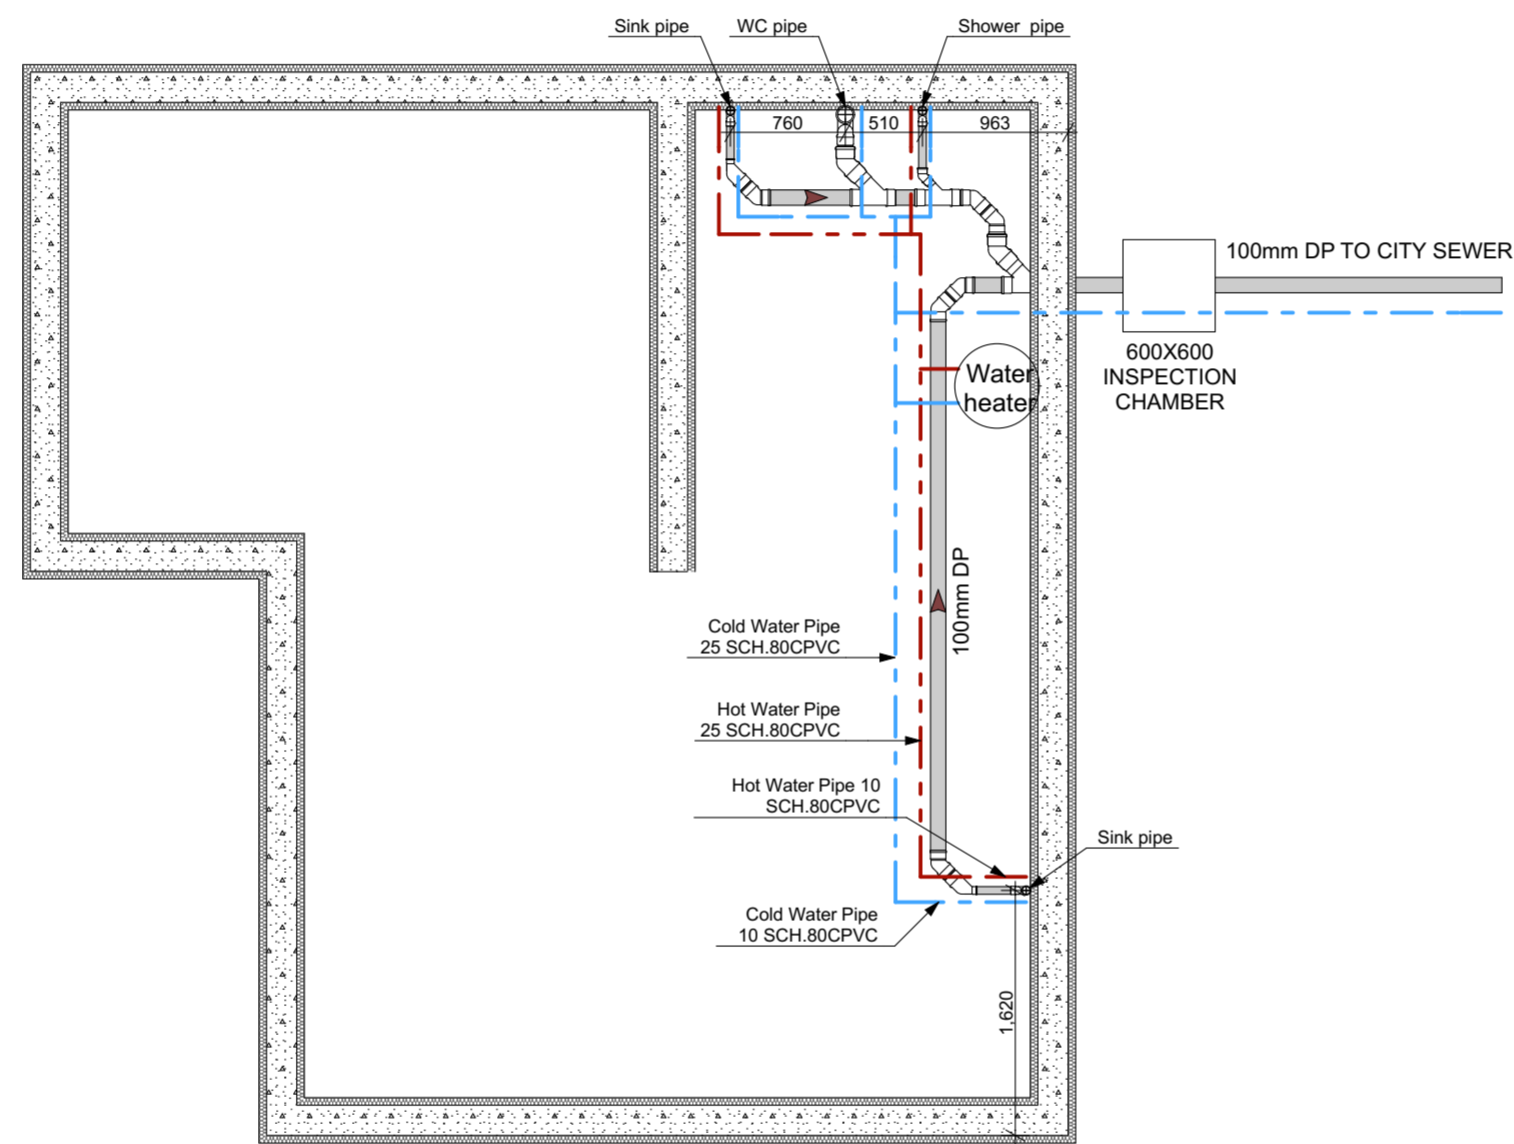 Sink pipe
WC pipe
Shower pipe
760
510
963
100mm DP TO CITY SEWER
600X600
INSPECTION
CHAMBER
Water
heater
100mm DP
Cold Water Pipe
25 SCH.80CPVC
Hot Water Pipe
25 SCH.80CPVC
Hot Water Pipe 10
SCH.80CPVC
Sink pipe
Cold Water Pipe
10 SCH.80CPVC
1,620